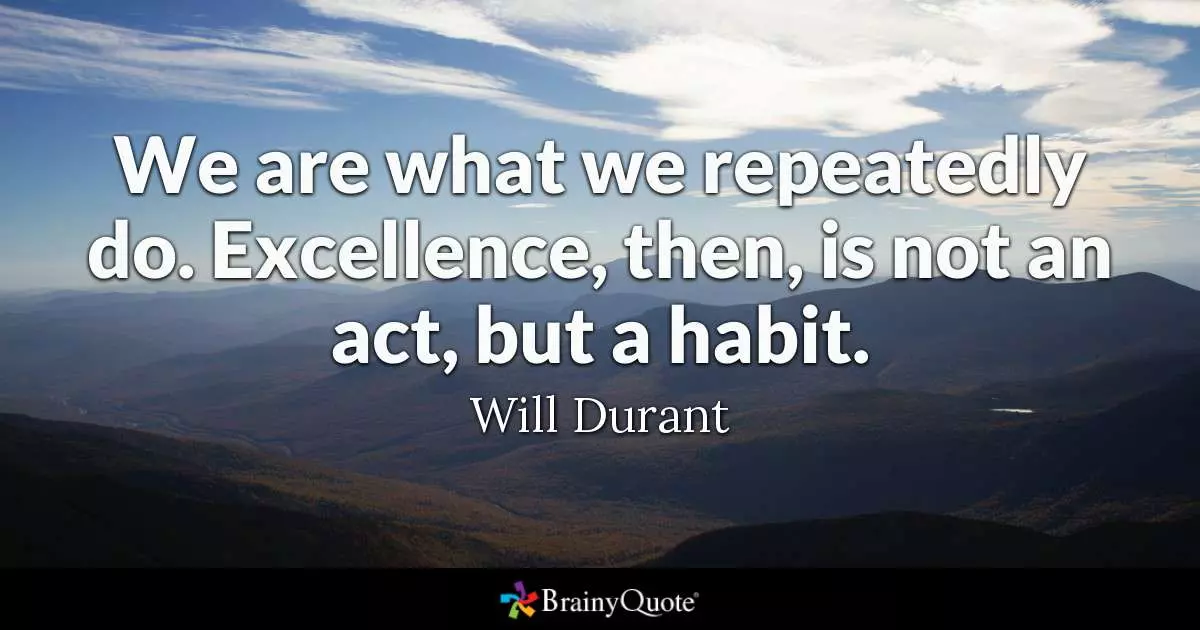 We are what we repeatedly
do. Excellence, then, is not an
act, but a habit.
Will Durant
BrainyQuote®